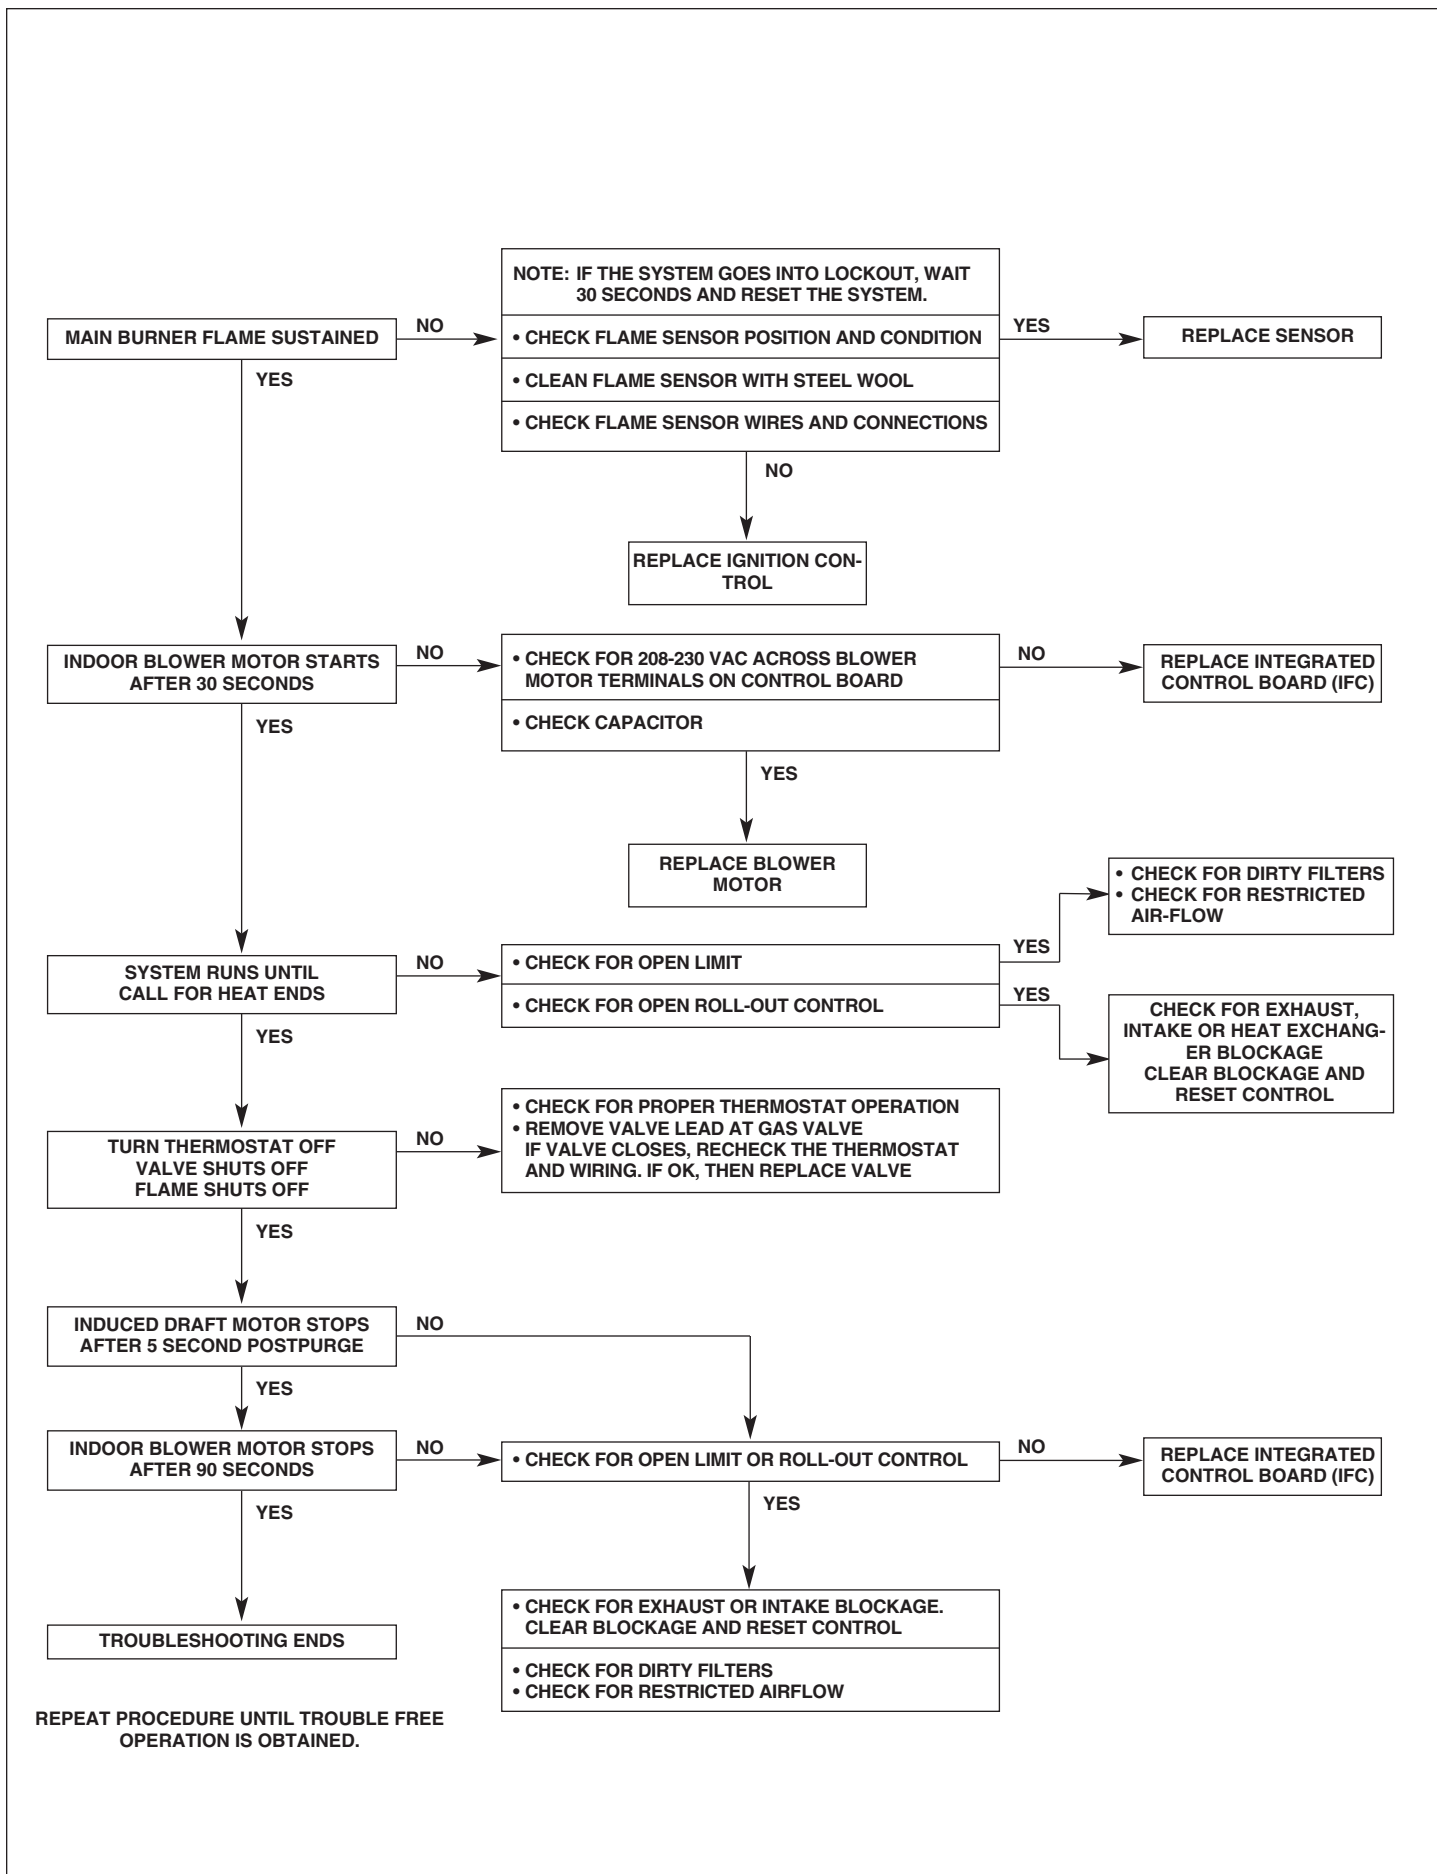 NOTE: IF THE SYSTEM GOES INTO LOCKOUT, WAIT
30 SECONDS AND RESET THE SYSTEM.
MAIN BURNER FLAME SUSTAINED
NO
• CHECK FLAME SENSOR POSITION AND CONDITION
YES
REPLACE SENSOR
YES
• CLEAN FLAME SENSOR WITH STEEL WOOL
• CHECK FLAME SENSOR WIRES AND CONNECTIONS
NO
REPLACE IGNITION CON-
TROL
INDOOR BLOWER MOTOR STARTS
AFTER 30 SECONDS
NO
• CHECK FOR 208-230 VAC ACROSS BLOWER
MOTOR TERMINALS ON CONTROL BOARD
NO
REPLACE INTEGRATED
CONTROL BOARD (IFC)
YES
• CHECK CAPACITOR
YES
REPLACE BLOWER
MOTOR
• CHECK FOR DIRTY FILTERS
• CHECK FOR RESTRICTED
AIR-FLOW
SYSTEM RUNS UNTIL
CALL FOR HEAT ENDS
NO
• CHECK FOR OPEN LIMIT
YES
• CHECK FOR OPEN ROLL-OUT CONTROL
YES
CHECK FOR EXHAUST,
INTAKE OR HEAT EXCHANG-
ER BLOCKAGE
CLEAR BLOCKAGE AND
RESET CONTROL
YES
TURN THERMOSTAT OFF
VALVE SHUTS OFF
FLAME SHUTS OFF
NO
• CHECK FOR PROPER THERMOSTAT OPERATION
• REMOVE VALVE LEAD AT GAS VALVE
IF VALVE CLOSES, RECHECK THE THERMOSTAT
AND WIRING. IF OK, THEN REPLACE VALVE
YES
INDUCED DRAFT MOTOR STOPS
AFTER 5 SECOND POSTPURGE
NO
YES
INDOOR BLOWER MOTOR STOPS
AFTER 90 SECONDS
NO
• CHECK FOR OPEN LIMIT OR ROLL-OUT CONTROL
NO
REPLACE INTEGRATED
CONTROL BOARD (IFC)
YES
YES
• CHECK FOR EXHAUST OR INTAKE BLOCKAGE.
CLEAR BLOCKAGE AND RESET CONTROL
TROUBLESHOOTING ENDS
• CHECK FOR DIRTY FILTERS
• CHECK FOR RESTRICTED AIRFLOW
REPEAT PROCEDURE UNTIL TROUBLE FREE
OPERATION IS OBTAINED.